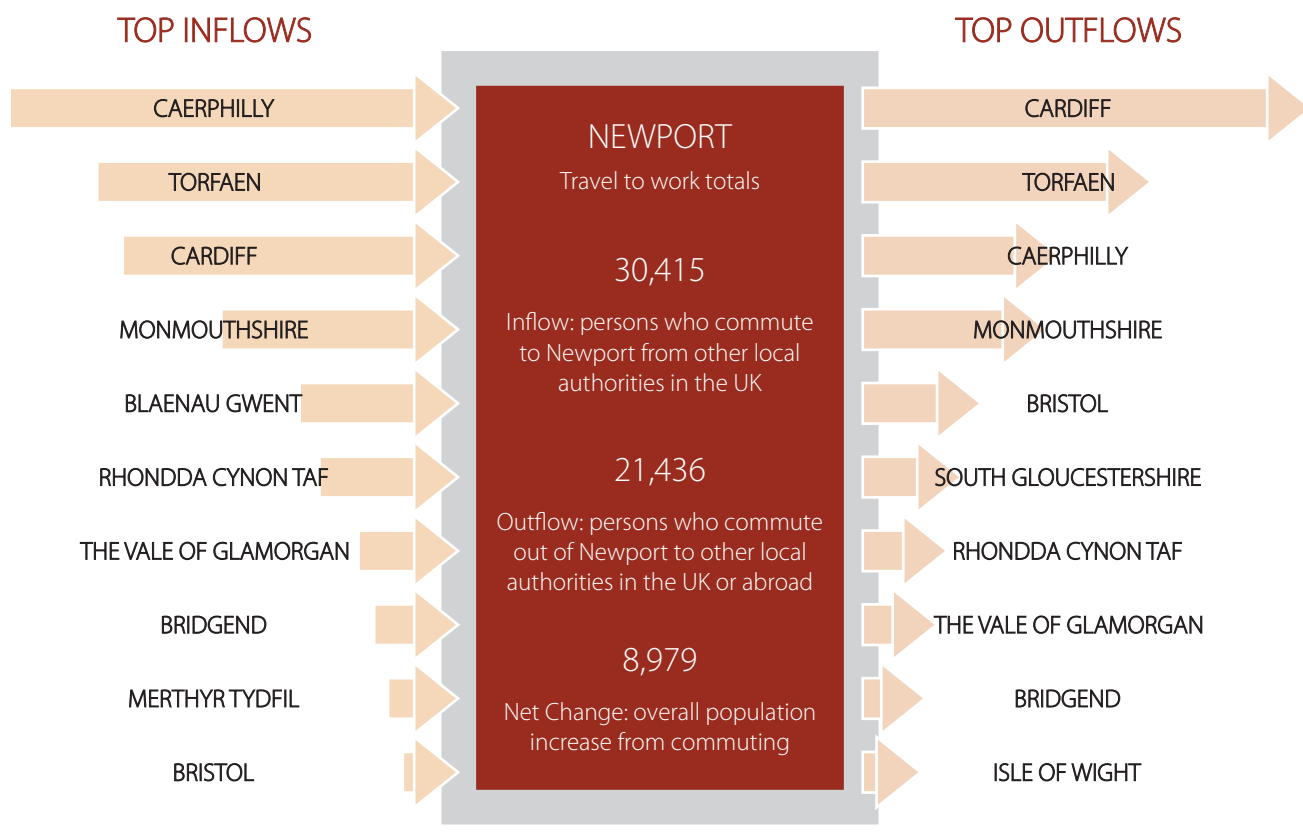 TOP INFLOWS
CAERPHILLY
TORFAEN
CARDIFF
MONMOUTHSHIRE
BLAENAU GWENT
RHONDDA CYNON TAF
THE VALE OF GLAMORGAN
BRIDGEND
MERTHYR TYDFIL
BRISTOL
NEWPORT
Travel to work totals
30,415
Inflow: persons who commute
to Newport from other local
authorities in the UK
21,436
Outflow: persons who commute
out of Newport to other local
authorities in the UK or abroad
8,979
Net Change: overall population
increase from commuting
TOP OUTFLOWS
CARDIFF
TORFAEN
CAERPHILLY
MONMOUTHSHIRE
BRISTOL
SOUTH GLOUCESTERSHIRE
RHONDDA CYNON TAF
THE VALE OF GLAMORGAN
BRIDGEND
ISLE OF WIGHT